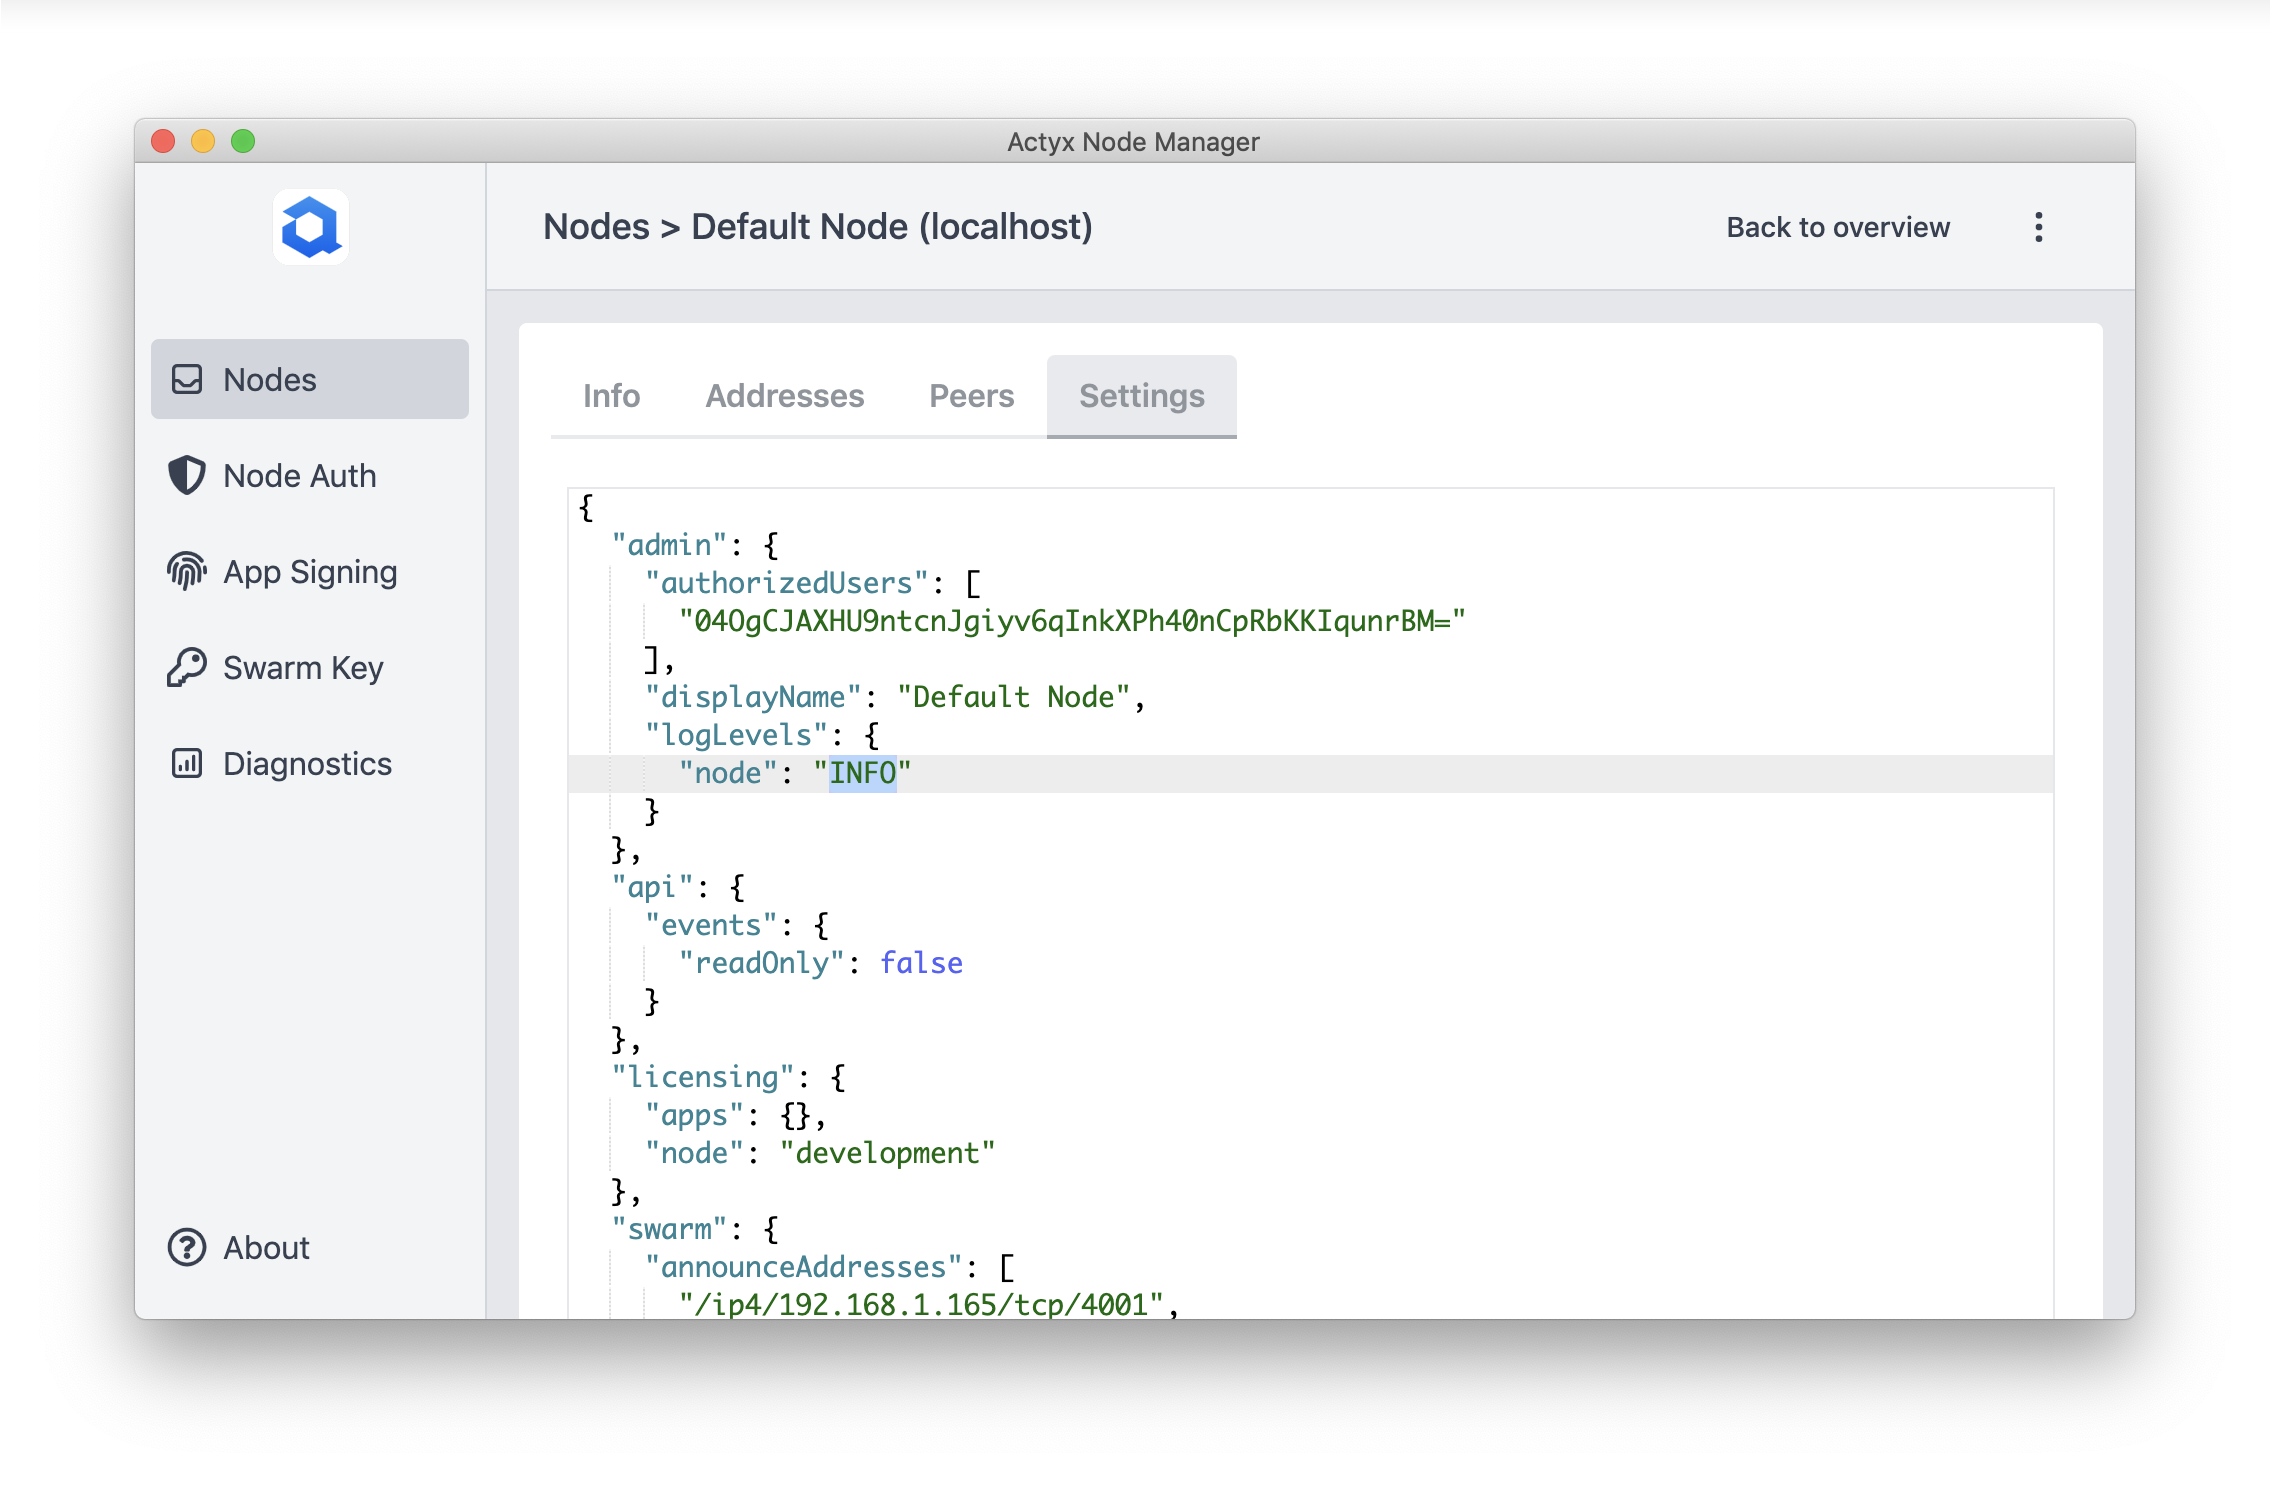 Actyx Node Manager
Nodes > Default Node (localhost)
Back to overview
Nodes
Node Auth
App Signing
Swarm Key
Diagnostics
About
Info Addresses Peers Settings
{
"admin": {
"authorizedUsers": [
"04OgCJAXHU9ntcnJgiyv6qInkXPh40nCpRbKKIqunrBM="
],
"displayName": "Default Node",
"logLevels": {
"node": "INFO"
}
},
"api": {
"events": {
"readOnly": false
}
},
"licensing": {
"apps": {},
"node": "development"
},
"swarm": {
"announceAddresses": [
"/ip4/192.168.1.165/tcp/4001",